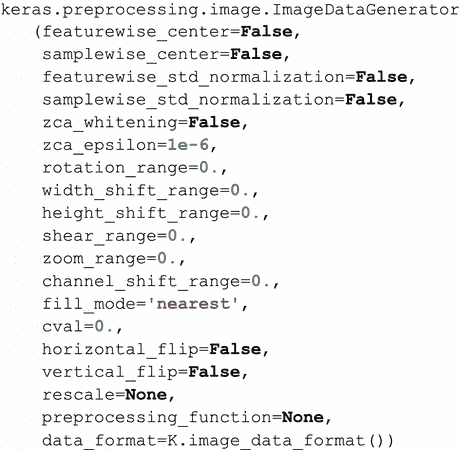 keras.preprocessing.image.ImageDataGenerator
(featurewise_center=False,
samplewise_center=False,
featurewise_std_normalization=False,
samplewise_std_normalization=False,
zca_whitening=False,
zca_epsilon=1e-6,
rotation_range=0.,
width_shift_range=0.,
height_shift_range=0.,
shear_range=0.,
zoom_range=0.,
channel_shift_range=0.,
fill_mode='nearest',
cval=0.,
horizontal_flip=False,
vertical_flip=False,
rescale=None,
preprocessing_function=None,
data_format=K.image_data_format())